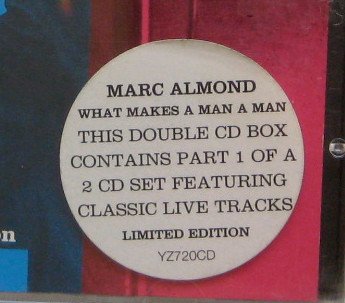 MARC ALMOND
WHAT MAKES A MAN A MAN
THIS DOUBLE CD BOX
CONTAINS PART 1 OF A
2 CD SET FEATURING
CLASSIC LIVE TRACKS
LIMITED EDITION
YZ720CD